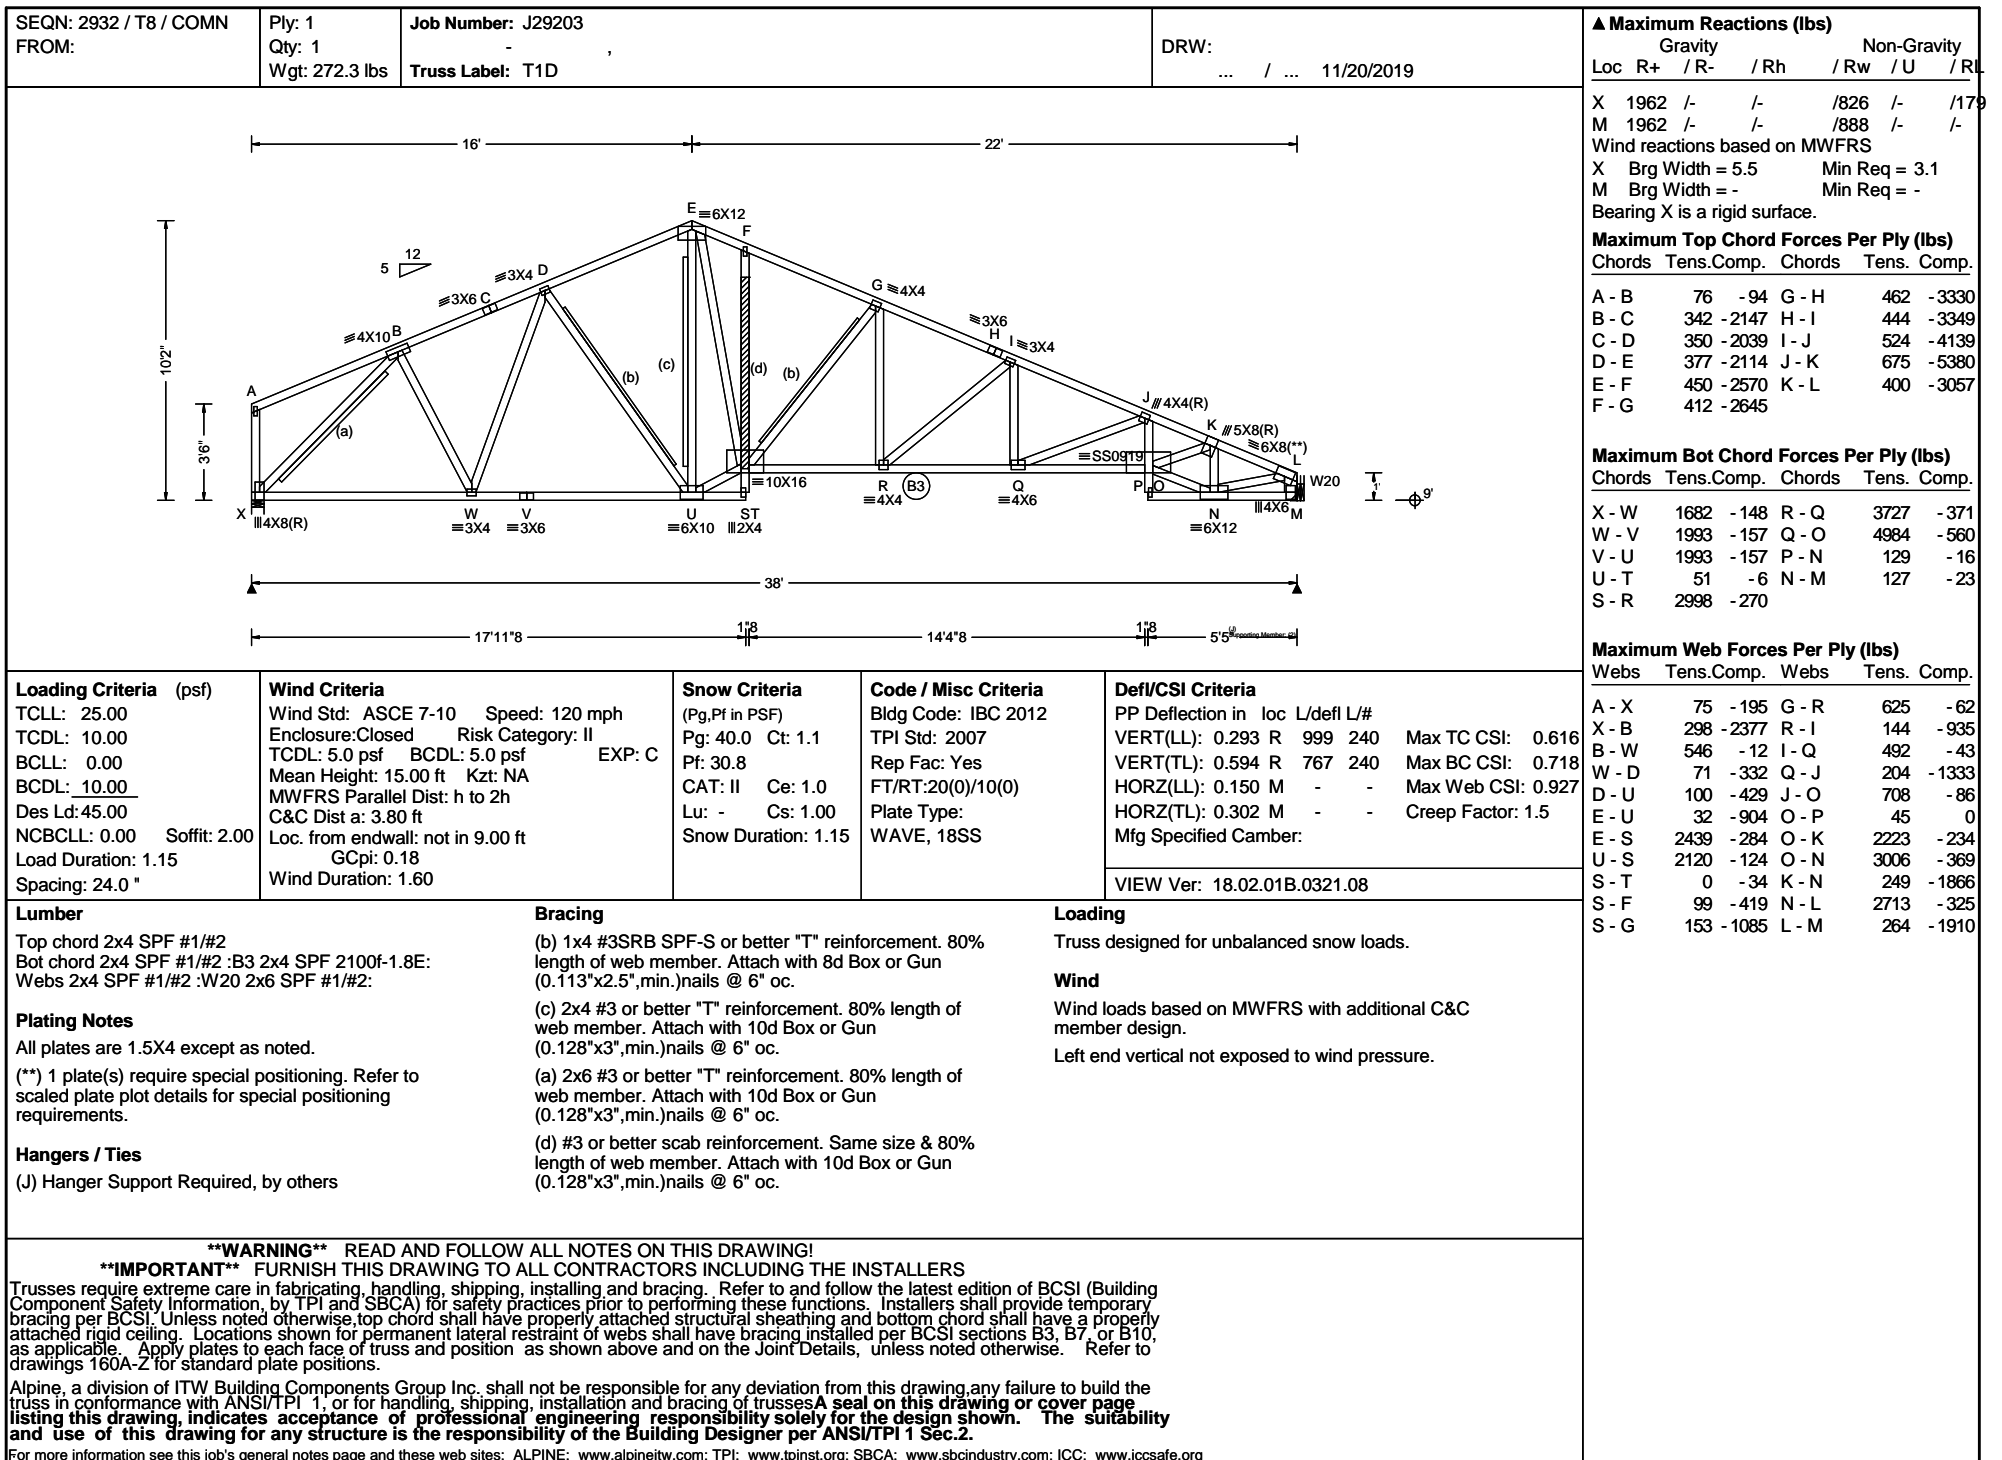 SEQN: 2932 / T8 / COMN
FROM:
Ply: 1
Qty: 1
Wgt: 272.3 lbs
Job Number: J29203
- ,
Truss Label: T1D
DRW:
... / ... 11/20/2019
▲ Maximum Reactions (lbs)
Gravity Non-Gravity
Loc R+ / R- / Rh / Rw / U / RL
X 1962 /- /- /826 /- /179
M 1962 /- /- /888 /- /-
Wind reactions based on MWFRS
X Brg Width = 5.5 Min Req = 3.1
M Brg Width = - Min Req = -
Bearing X is a rigid surface.
Maximum Top Chord Forces Per Ply (lbs)
Chords Tens.Comp. Chords Tens. Comp.
A - B 76 - 94 G - H 462 - 3330
B - C 342 - 2147 H - I 444 - 3349
C - D 350 - 2039 I - J 524 - 4139
D - E 377 - 2114 J - K 675 - 5380
E - F 450 - 2570 K - L 400 - 3057
F - G 412 - 2645
Maximum Bot Chord Forces Per Ply (lbs)
Chords Tens.Comp. Chords Tens. Comp.
X - W 1682 - 148 R - Q 3727 - 371
W - V 1993 - 157 Q - O 4984 - 560
V - U 1993 - 157 P - N 129 - 16
U - T 51 - 6 N - M 127 - 23
S - R 2998 - 270
Maximum Web Forces Per Ply (lbs)
Webs Tens.Comp. Webs Tens. Comp.
A - X 75 - 195 G - R 625 - 62
X - B 298 - 2377 R - I 144 - 935
B - W 546 - 12 I - Q 492 - 43
W - D 71 - 332 Q - J 204 - 1333
D - U 100 - 429 J - O 708 - 86
E - U 32 - 904 O - P 45 0
E - S 2439 - 284 O - K 2223 - 234
U - S 2120 - 124 O - N 3006 - 369
S - T 0 - 34 K - N 249 - 1866
S - F 99 - 419 N - L 2713 - 325
S - G 153 - 1085 L - M 264 - 1910
16' 22'
E ≡6X12
F
12
5
≡3X4 D
≡3X6 C
G ≡4X4
≡4X10 B
≡3X6
H I ≡3X4
10'2"
(c)
(b)
(d) (b)
A
J ///4X4(R)
K ///5X8(R)
≡6X8(**)
L
3'6"
(a)
≡SS0919
W20
≡10X16
R B3 Q P O
≡4X4 ≡4X6
1'
9'
X |||4X8(R)
W V U ST N |||4X6 M
≡3X4 ≡3X6 ≡6X10 |||2X4 ≡6X12
38'
17'11"8 1"8 14'4"8 1"8 5'5"
(J)
Supporting Member: (2)
Loading Criteria (psf)
TCLL: 25.00
TCDL: 10.00
BCLL: 0.00
BCDL: 10.00
Des Ld: 45.00
NCBCLL: 0.00 Soffit: 2.00
Load Duration: 1.15
Spacing: 24.0 "
Wind Criteria
Wind Std: ASCE 7-10 Speed: 120 mph
Enclosure:Closed Risk Category: II
TCDL: 5.0 psf BCDL: 5.0 psf EXP: C
Mean Height: 15.00 ft Kzt: NA
MWFRS Parallel Dist: h to 2h
C&C Dist a: 3.80 ft
Loc. from endwall: not in 9.00 ft
GCpi: 0.18
Wind Duration: 1.60
Snow Criteria
(Pg,Pf in PSF)
Pg: 40.0 Ct: 1.1
Pf: 30.8
CAT: II Ce: 1.0
Lu: - Cs: 1.00
Snow Duration: 1.15
Code / Misc Criteria
Bldg Code: IBC 2012
TPI Std: 2007
Rep Fac: Yes
FT/RT:20(0)/10(0)
Plate Type:
WAVE, 18SS
Defl/CSI Criteria
PP Deflection in loc L/defl L/#
VERT(LL): 0.293 R 999 240 Max TC CSI: 0.616
VERT(TL): 0.594 R 767 240 Max BC CSI: 0.718
HORZ(LL): 0.150 M - - Max Web CSI: 0.927
HORZ(TL): 0.302 M - - Creep Factor: 1.5
Mfg Specified Camber:
VIEW Ver: 18.02.01B.0321.08
Lumber
Top chord 2x4 SPF #1/#2
Bot chord 2x4 SPF #1/#2 :B3 2x4 SPF 2100f-1.8E:
Webs 2x4 SPF #1/#2 :W20 2x6 SPF #1/#2:
Plating Notes
All plates are 1.5X4 except as noted.
(**) 1 plate(s) require special positioning. Refer to
scaled plate plot details for special positioning
requirements.
Hangers / Ties
(J) Hanger Support Required, by others
Bracing
(b) 1x4 #3SRB SPF-S or better "T" reinforcement. 80%
length of web member. Attach with 8d Box or Gun
(0.113"x2.5",min.)nails @ 6" oc.
(c) 2x4 #3 or better "T" reinforcement. 80% length of
web member. Attach with 10d Box or Gun
(0.128"x3",min.)nails @ 6" oc.
(a) 2x6 #3 or better "T" reinforcement. 80% length of
web member. Attach with 10d Box or Gun
(0.128"x3",min.)nails @ 6" oc.
(d) #3 or better scab reinforcement. Same size & 80%
length of web member. Attach with 10d Box or Gun
(0.128"x3",min.)nails @ 6" oc.
Loading
Truss designed for unbalanced snow loads.
Wind
Wind loads based on MWFRS with additional C&C
member design.
Left end vertical not exposed to wind pressure.
**WARNING** READ AND FOLLOW ALL NOTES ON THIS DRAWING!
**IMPORTANT** FURNISH THIS DRAWING TO ALL CONTRACTORS INCLUDING THE INSTALLERS
Trusses require extreme care in fabricating, handling, shipping, installing and bracing. Refer to and follow the latest edition of BCSI (Building
Component Safety Information, by TPI and SBCA) for safety practices prior to performing these functions. Installers shall provide temporary
bracing per BCSI. Unless noted otherwise,top chord shall have properly attached structural sheathing and bottom chord shall have a properly
attached rigid ceiling. Locations shown for permanent lateral restraint of webs shall have bracing installed per BCSI sections B3, B7, or B10,
as applicable. Apply plates to each face of truss and position as shown above and on the Joint Details, unless noted otherwise. Refer to
drawings 160A-Z for standard plate positions.
Alpine, a division of ITW Building Components Group Inc. shall not be responsible for any deviation from this drawing,any failure to build the
truss in conformance with ANSI/TPI 1, or for handling, shipping, installation and bracing of trussesA seal on this drawing or cover page
listing this drawing, indicates acceptance of professional engineering responsibility solely for the design shown. The suitability
and use of this drawing for any structure is the responsibility of the Building Designer per ANSI/TPI 1 Sec.2.
For more information see this job's general notes page and these web sites: ALPINE: www.alpineitw.com; TPI: www.tpinst.org; SBCA: www.sbcindustry.com; ICC: www.iccsafe.org